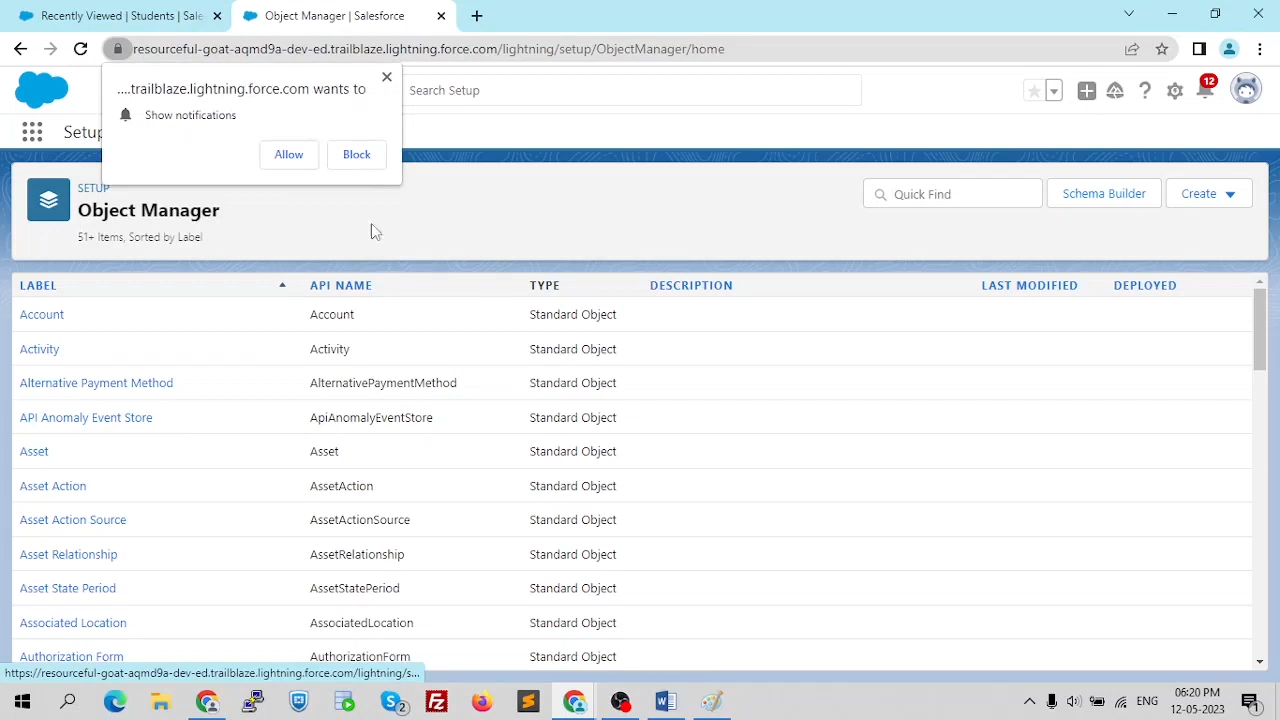 Recently Viewed | Students | Sale
Object Manager | Salesforce
resourceful-goat-aqmd9a-dev-ed.trailblaze.lightning.force.com/lightning/setup/ObjectManager/home
....trailblaze.lightning.force.com wants to
Show notifications
Allow
Block
Search Setup
12
Setup
SETUP
Object Manager
51+ Items, Sorted by Label
Quick Find
Schema Builder
Create
LABEL API NAME TYPE DESCRIPTION LAST MODIFIED DEPLOYED
Account Account Standard Object
Activity Activity Standard Object
Alternative Payment Method AlternativePaymentMethod Standard Object
API Anomaly Event Store ApiAnomalyEventStore Standard Object
Asset Asset Standard Object
Asset Action AssetAction Standard Object
Asset Action Source AssetActionSource Standard Object
Asset Relationship AssetRelationship Standard Object
Asset State Period AssetStatePeriod Standard Object
Associated Location AssociatedLocation Standard Object
Authorization Form AuthorizationForm Standard Object
https://resourceful-goat-aqmd9a-dev-ed.trailblaze.lightning.force.com/lightning/s...
2
ENG
06:20 PM
12-05-2023
1